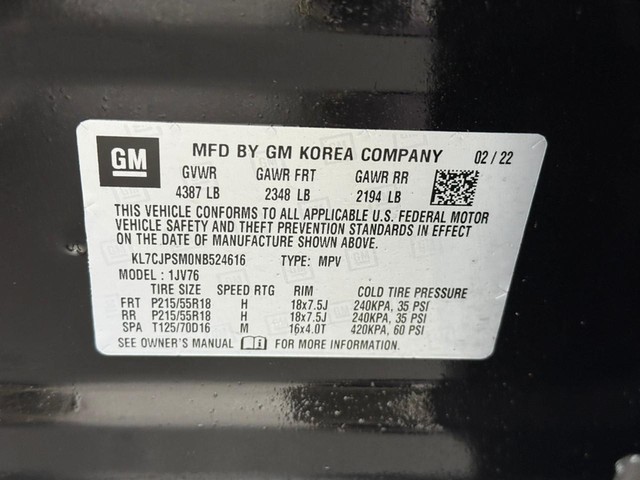 GM MFD BY GM KOREA COMPANY 02 / 22
GVWR GAWR FRT GAWR RR
4387 LB 2348 LB 2194 LB
THIS VEHICLE CONFORMS TO ALL APPLICABLE U.S. FEDERAL MOTOR
VEHICLE SAFETY AND THEFT PREVENTION STANDARDS IN EFFECT
ON THE DATE OF MANUFACTURE SHOWN ABOVE.
KL7CJPSM0NB524616 TYPE: MPV
MODEL : 1JV76
TIRE SIZE SPEED RTG RIM COLD TIRE PRESSURE
FRT P215/55R18 H 18x7.5J 240KPA, 35 PSI
RR P215/55R18 H 18x7.5J 240KPA, 35 PSI
SPA T125/70D16 M 16x4.0T 420KPA, 60 PSI
SEE OWNER'S MANUAL FOR MORE INFORMATION.